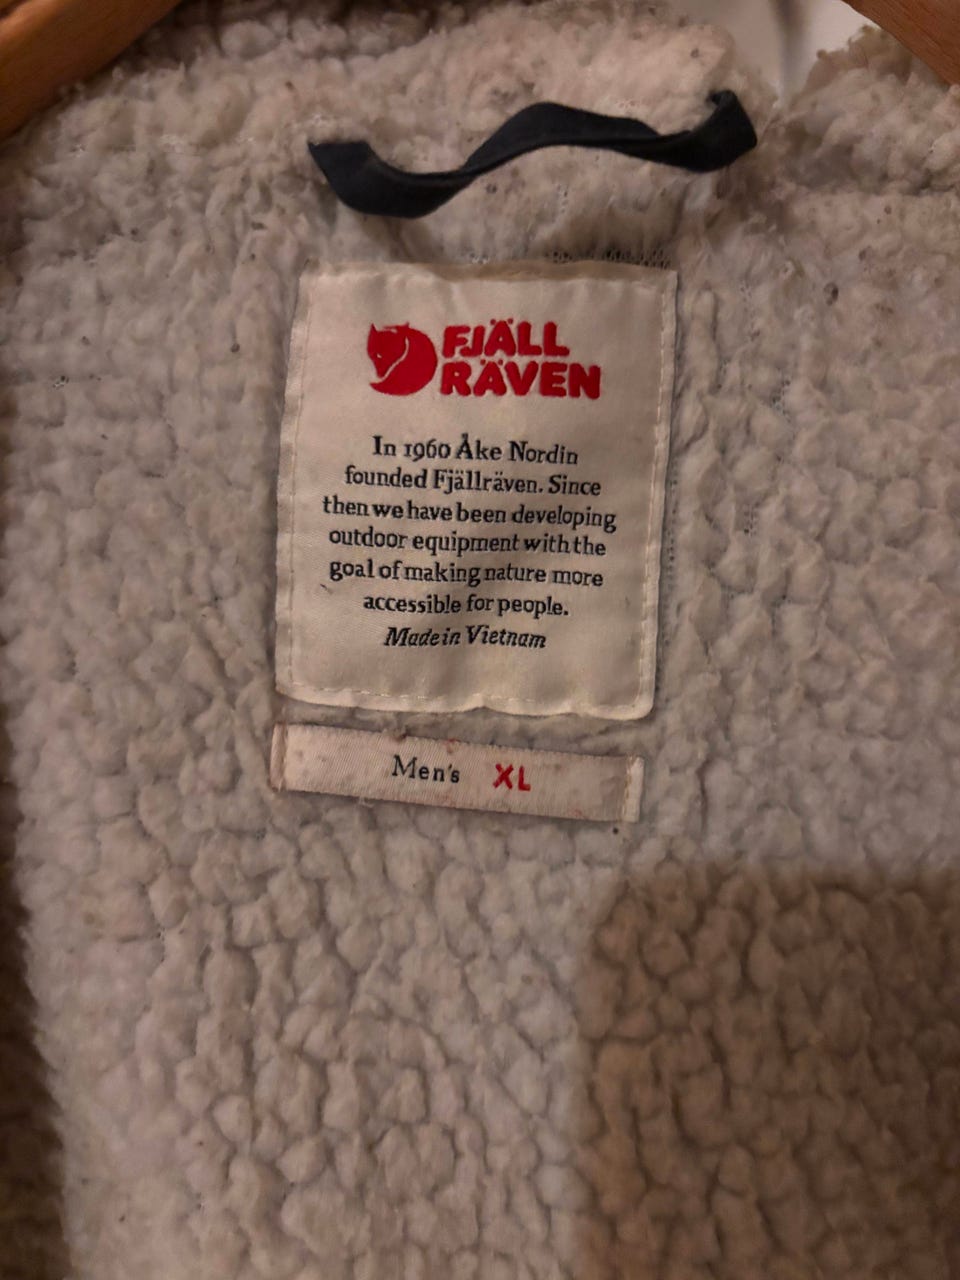 FJÄLL
RÄVEN
In 1960 Åke Nordin
founded Fjällräven. Since
then we have been developing
outdoor equipment with the
goal of making nature more
accessible for people.
Made in Vietnam
Men's XL